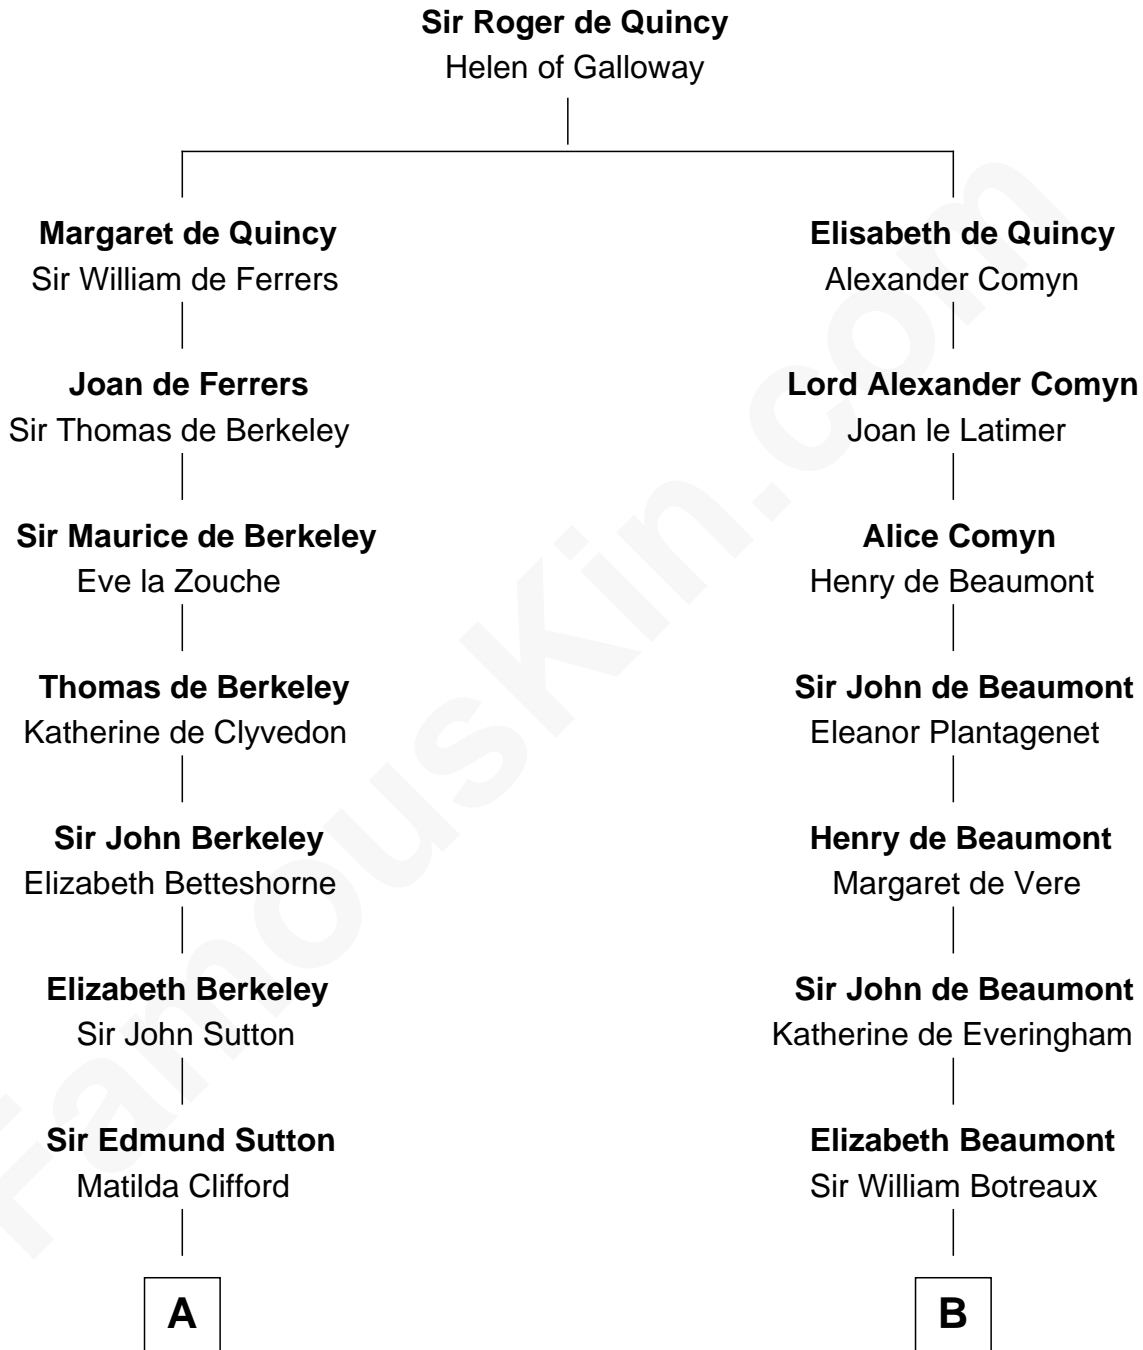 Sir Roger de Quincy
Helen of Galloway
Margaret de Quincy
Sir William de Ferrers
Elisabeth de Quincy
Alexander Comyn
Joan de Ferrers
Sir Thomas de Berkeley
Lord Alexander Comyn
Joan le Latimer
Sir Maurice de Berkeley
Eve la Zouche
Alice Comyn
Henry de Beaumont
Thomas de Berkeley
Katherine de Clyvedon
Sir John de Beaumont
Eleanor Plantagenet
Sir John Berkeley
Elizabeth Betteshorne
Henry de Beaumont
Margaret de Vere
Elizabeth Berkeley
Sir John Sutton
Sir John de Beaumont
Katherine de Everingham
Sir Edmund Sutton
Matilda Clifford
Elizabeth Beaumont
Sir William Botreaux
A
B
FamousKin.com